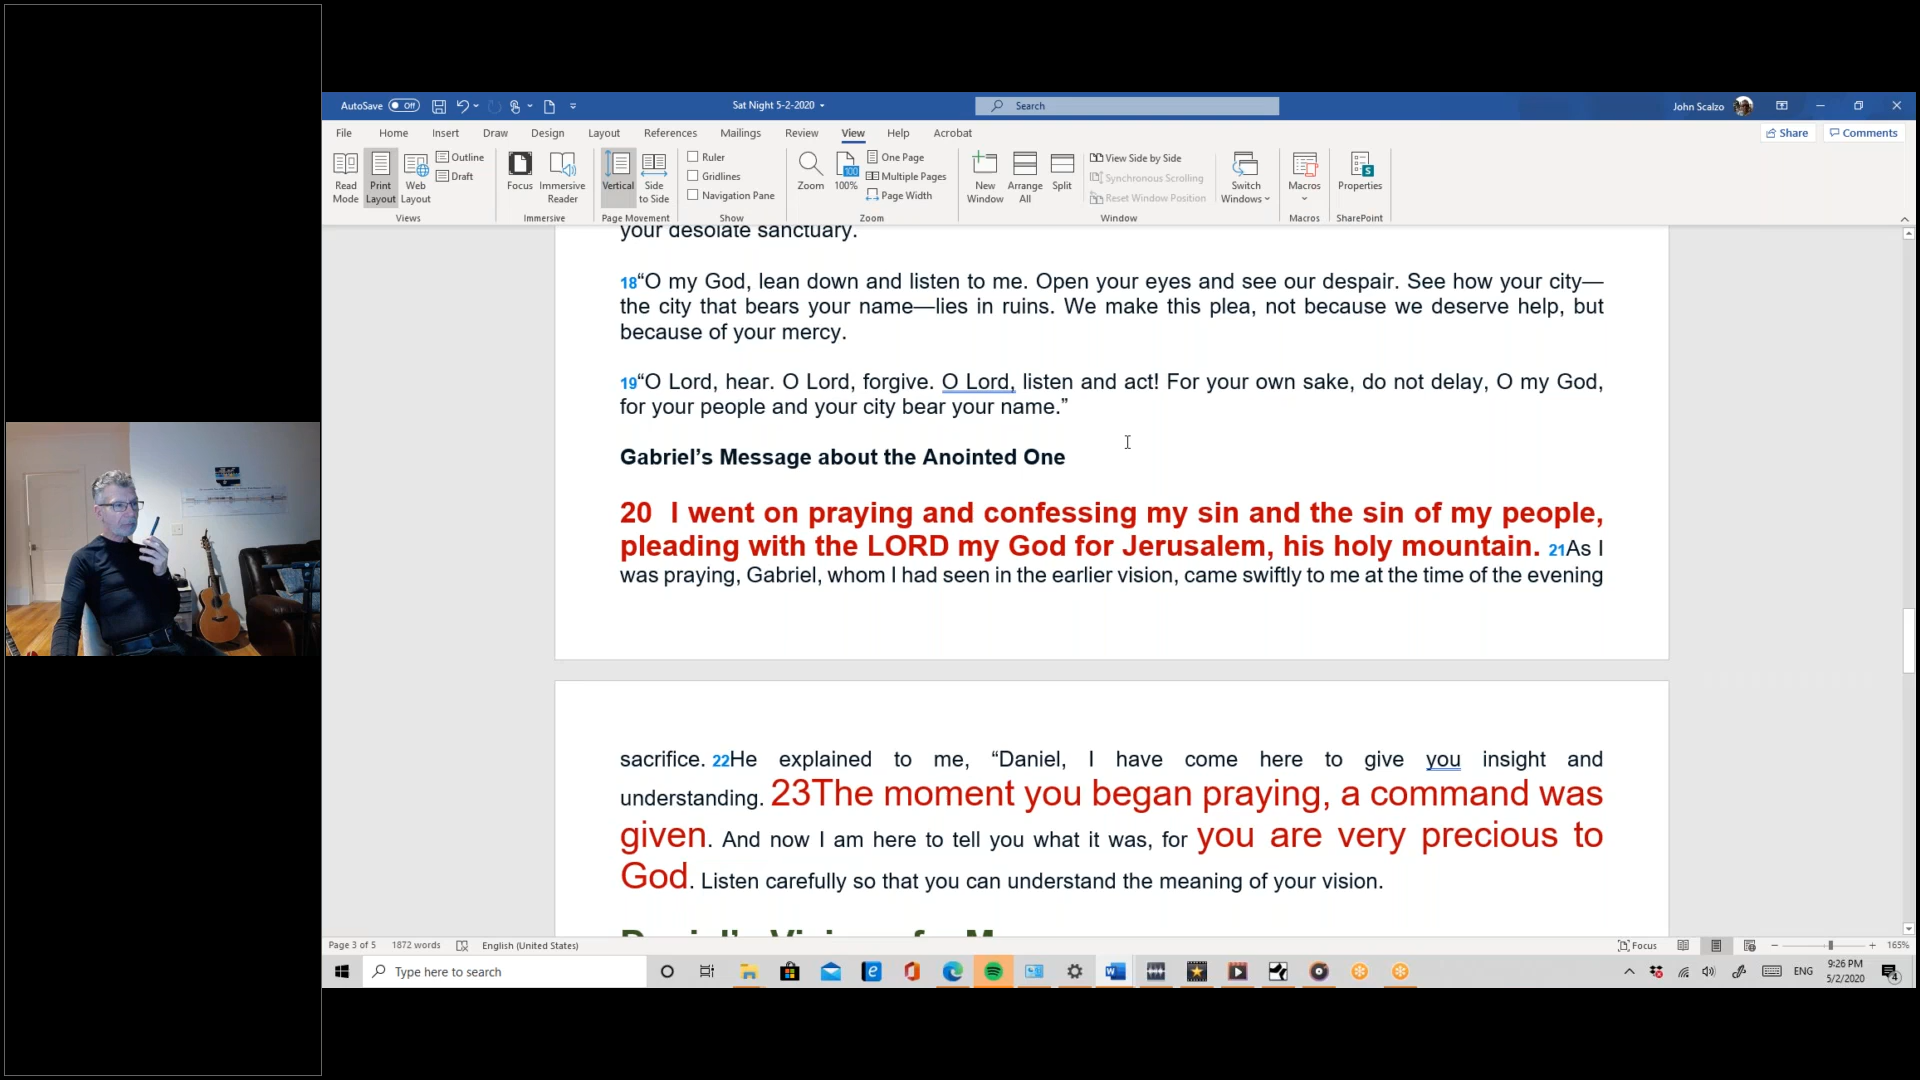 AutoSave Off
Sat Night 5-2-2020
Search
John Scalzo
File Home Insert Draw Design Layout References Mailings Review View Help Acrobat
Share Comments
Read Mode
Print Layout
Web Layout
Outline
Draft
Views
Focus
Immersive Reader
Immersive
Vertical
Side to Side
Page Movement
Ruler
Gridlines
Navigation Pane
Show
Zoom
100
100%
One Page
Multiple Pages
Page Width
Zoom
New Window
Arrange All
Split
View Side by Side
Synchronous Scrolling
Reset Window Position
Window
Switch Windows
Macros
Macros
Properties
SharePoint
your desolate sanctuary.
18“O my God, lean down and listen to me. Open your eyes and see our despair. See how your city—
the city that bears your name—lies in ruins. We make this plea, not because we deserve help, but
because of your mercy.
19“O Lord, hear. O Lord, forgive. O Lord, listen and act! For your own sake, do not delay, O my God,
for your people and your city bear your name.”
Gabriel’s Message about the Anointed One
20 I went on praying and confessing my sin and the sin of my people,
pleading with the LORD my God for Jerusalem, his holy mountain. 21As I
was praying, Gabriel, whom I had seen in the earlier vision, came swiftly to me at the time of the evening
sacrifice. 22He explained to me, “Daniel, I have come here to give you insight and
understanding. 23The moment you began praying, a command was
given. And now I am here to tell you what it was, for you are very precious to
God. Listen carefully so that you can understand the meaning of your vision.
Page 3 of 5 1872 words English (United States)
Focus 165%
Type here to search
ENG
9:26 PM
5/2/2020
4